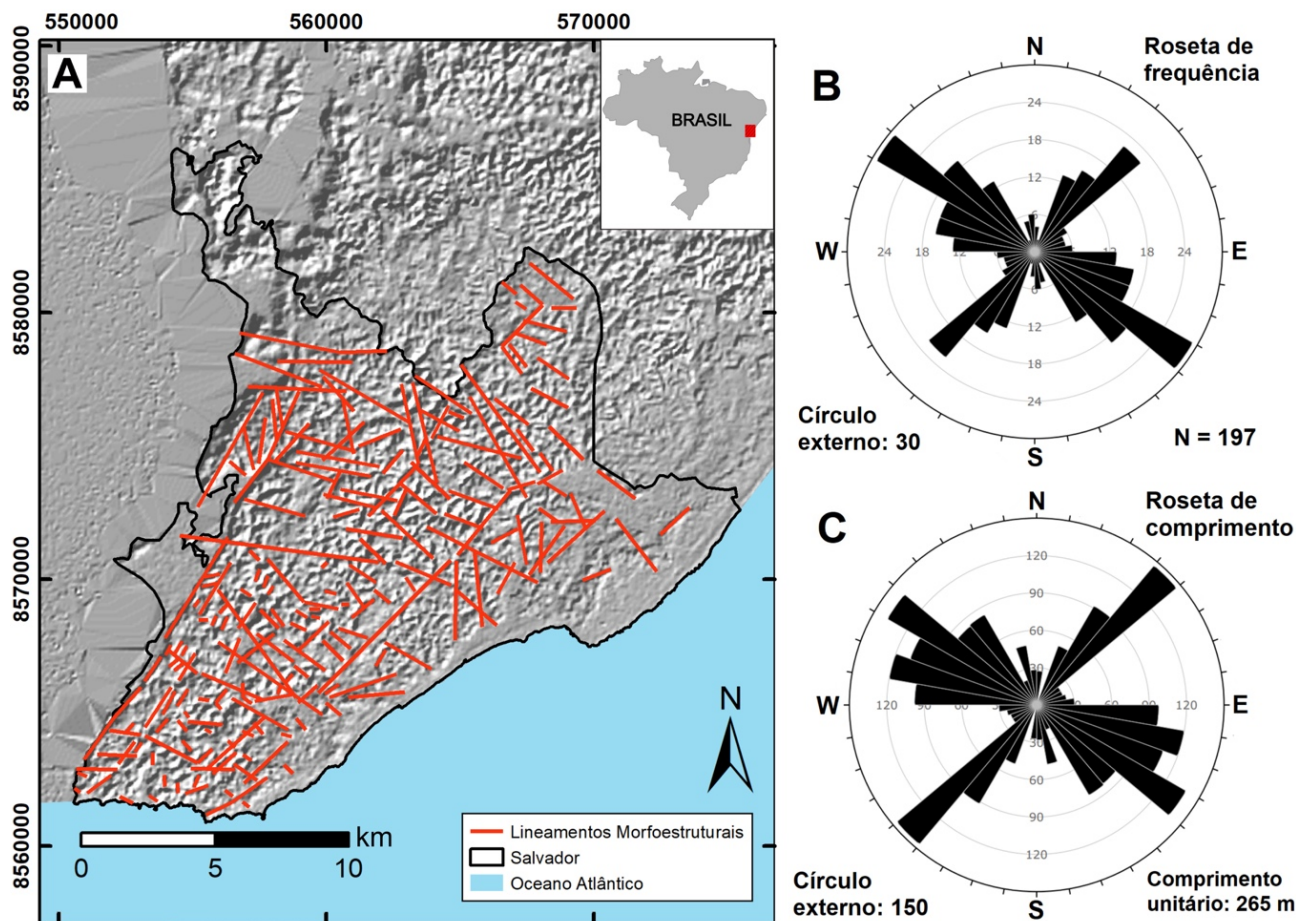 550000
560000
570000
8590000
8580000
8570000
8560000
A
BRASIL
N
km
0
5
10
Lineamentos Morfoestruturais
Salvador
Oceano Atlântico
B
N
Roseta de
frequência
24
18
12
6
W
24
18
12
12
18
24
E
6
12
18
24
Círculo
externo: 30
N = 197
S
C
N
Roseta de
comprimento
120
90
60
30
W
120
90
60
30
60
90
120
E
30
60
90
120
Círculo
externo: 150
Comprimento
unitário: 265 m
S